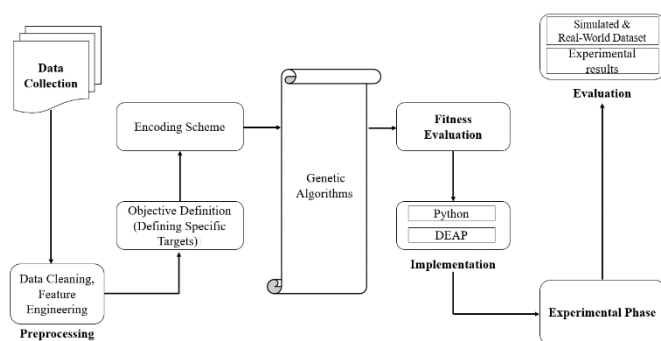 Data
Collection
Data Cleaning,
Feature
Engineering
Preprocessing
Objective Definition
(Defining Specific
Targets)
Encoding Scheme
Genetic
Algorithms
Fitness
Evaluation
Python
DEAP
Implementation
Experimental Phase
Simulated &
Real-World Dataset
Experimental
results
Evaluation